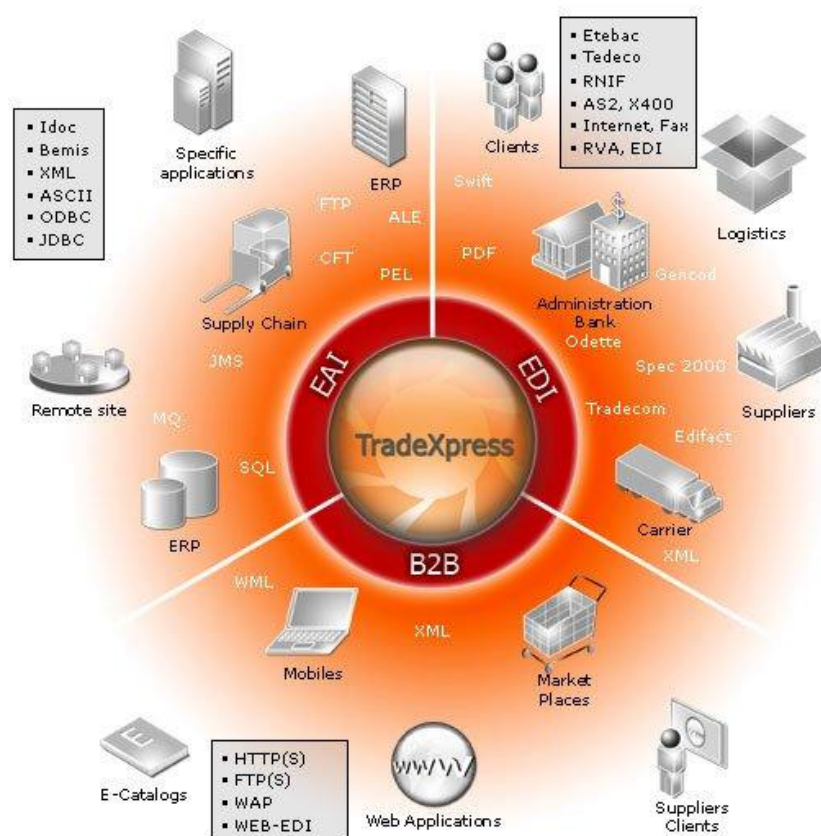 ▪ Etebac
▪ Tedeco
▪ RNIF
▪ AS2, X400
▪ Internet, Fax
▪ RVA, EDI
▪ Idoc
▪ Bemis
▪ XML
▪ ASCII
▪ ODBC
▪ JDBC
Specific
applications
ERP
Clients
Logistics
FTP
ALE
Swift
CFT
PEL
PDF
Gencod
Supply Chain
Administration
Bank
Odette
EAI
EDI
JMS
Spec 2000
Remote site
Suppliers
MQ
Tradecom
TradeXpress
Edifact
SQL
Carrier
ERP
B2B
XML
WML
XML
Mobiles
Market
Places
E
E-Catalogs
▪ HTTP(S)
▪ FTP(S)
▪ WAP
▪ WEB-EDI
www
Web Applications
Suppliers
Clients